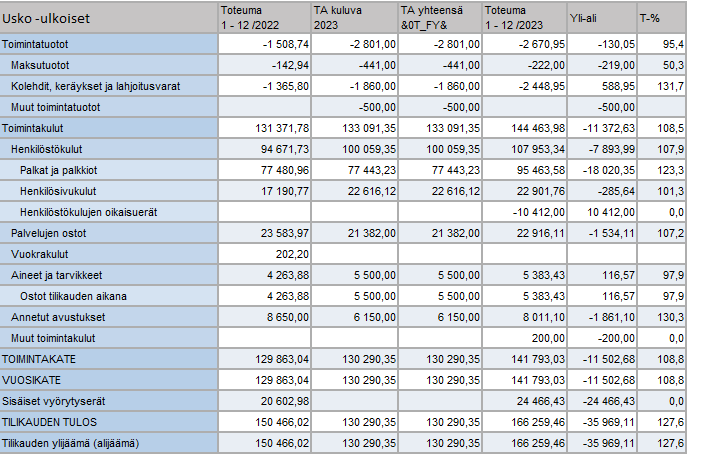 Usko -ulkoiset Toteuma 1 - 12 /2022 TA kuluva 2023 TA yhteensä &0T_FY& Toteuma 1 - 12 /2023 Yli-ali T-%
Toimintatuotot -1 508,74 -2 801,00 -2 801,00 -2 670,95 -130,05 95,4
Maksutuotot -142,94 -441,00 -441,00 -222,00 -219,00 50,3
Kolehdit, keräykset ja lahjoitusvarat -1 365,80 -1 860,00 -1 860,00 -2 448,95 588,95 131,7
Muut toimintatuotot -500,00 -500,00 -500,00
Toimintakulut 131 371,78 133 091,35 133 091,35 144 463,98 -11 372,63 108,5
Henkilöstökulut 94 671,73 100 059,35 100 059,35 107 953,34 -7 893,99 107,9
Palkat ja palkkiot 77 480,96 77 443,23 77 443,23 95 463,58 -18 020,35 123,3
Henkilösivukulut 17 190,77 22 616,12 22 616,12 22 901,76 -285,64 101,3
Henkilöstökulujen oikaisuerät -10 412,00 10 412,00 0,0
Palvelujen ostot 23 583,97 21 382,00 21 382,00 22 916,11 -1 534,11 107,2
Vuokrakulut 202,20
Aineet ja tarvikkeet 4 263,88 5 500,00 5 500,00 5 383,43 116,57 97,9
Ostot tilikauden aikana 4 263,88 5 500,00 5 500,00 5 383,43 116,57 97,9
Annetut avustukset 8 650,00 6 150,00 6 150,00 8 011,10 -1 861,10 130,3
Muut toimintakulut 200,00 -200,00 0,0
TOIMINTAKATE 129 863,04 130 290,35 130 290,35 141 793,03 -11 502,68 108,8
VUOSIKATE 129 863,04 130 290,35 130 290,35 141 793,03 -11 502,68 108,8
Sisäiset vyörytyserät 20 602,98 24 466,43 -24 466,43 0,0
TILIKAUDEN TULOS 150 466,02 130 290,35 130 290,35 166 259,46 -35 969,11 127,6
Tilikauden ylijäämä (alijäämä) 150 466,02 130 290,35 130 290,35 166 259,46 -35 969,11 127,6